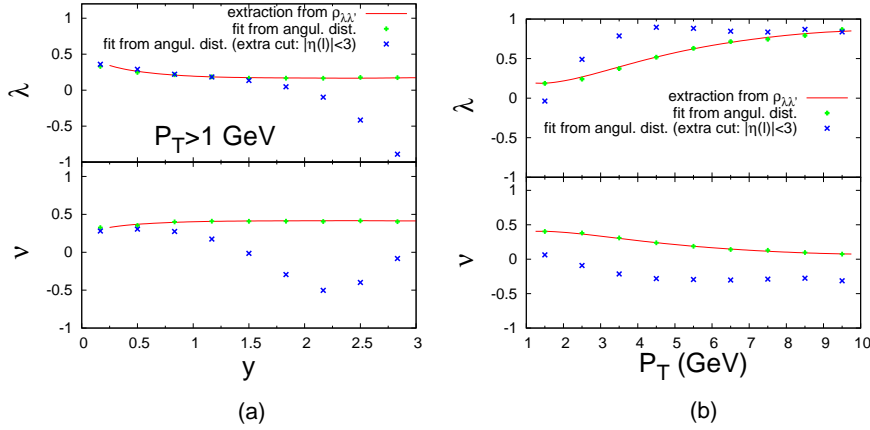 extraction from ρλλ'
fit from angul. dist.
fit from angul. dist. (extra cut: |η(l)|<3)
1
0.5
0
-0.5
-1
λ
P_T>1 GeV
1
0.5
0
-0.5
-1
ν
0 0.5 1 1.5 2 2.5 3
y
(a)
1
0.5
0
-0.5
-1
λ
extraction from ρλλ'
fit from angul. dist.
fit from angul. dist. (extra cut: |η(l)|<3)
1
0.5
0
-0.5
-1
ν
1 2 3 4 5 6 7 8 9 10
P_T (GeV)
(b)